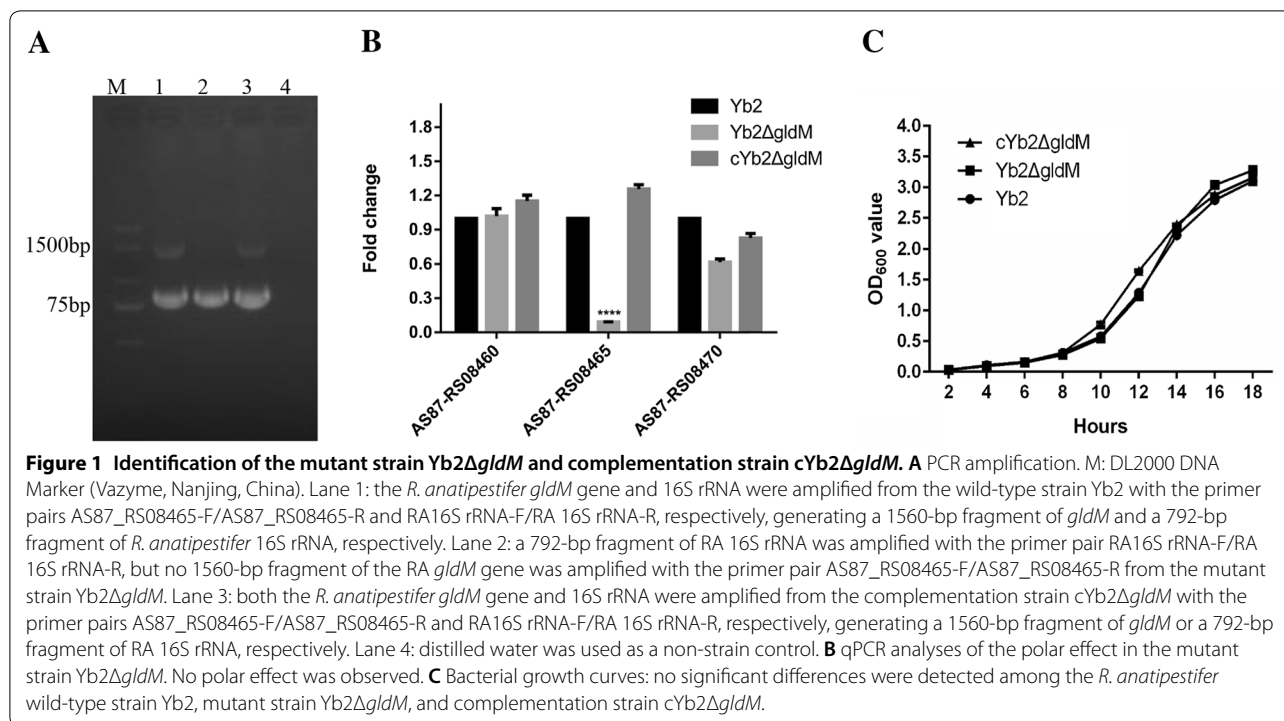 A
M 1 2 3 4
1500bp
75bp
B
Yb2
Yb2ΔgldM
cYb2ΔgldM
Fold change
1.8
1.5
1.2
0.9
0.6
0.3
0.0
****
AS87-RS08460
AS87-RS08465
AS87-RS08470
C
cYb2ΔgldM
Yb2ΔgldM
Yb2
OD600 value
4.0
3.5
3.0
2.5
2.0
1.5
1.0
0.5
0.0
2 4 6 8 10 12 14 16 18
Hours
Figure 1 Identification of the mutant strain Yb2ΔgldM and complementation strain cYb2ΔgldM. A PCR amplification. M: DL2000 DNA
Marker (Vazyme, Nanjing, China). Lane 1: the R. anatipestifer gldM gene and 16S rRNA were amplified from the wild-type strain Yb2 with the primer
pairs AS87_RS08465-F/AS87_RS08465-R and RA16S rRNA-F/RA 16S rRNA-R, respectively, generating a 1560-bp fragment of gldM and a 792-bp
fragment of R. anatipestifer 16S rRNA, respectively. Lane 2: a 792-bp fragment of RA 16S rRNA was amplified with the primer pair RA16S rRNA-F/RA
16S rRNA-R, but no 1560-bp fragment of the RA gldM gene was amplified with the primer pair AS87_RS08465-F/AS87_RS08465-R from the mutant
strain Yb2ΔgldM. Lane 3: both the R. anatipestifer gldM gene and 16S rRNA were amplified from the complementation strain cYb2ΔgldM with the
primer pairs AS87_RS08465-F/AS87_RS08465-R and RA16S rRNA-F/RA 16S rRNA-R, respectively, generating a 1560-bp fragment of gldM or a 792-bp
fragment of RA 16S rRNA, respectively. Lane 4: distilled water was used as a non-strain control. B qPCR analyses of the polar effect in the mutant
strain Yb2ΔgldM. No polar effect was observed. C Bacterial growth curves: no significant differences were detected among the R. anatipestifer
wild-type strain Yb2, mutant strain Yb2ΔgldM, and complementation strain cYb2ΔgldM.